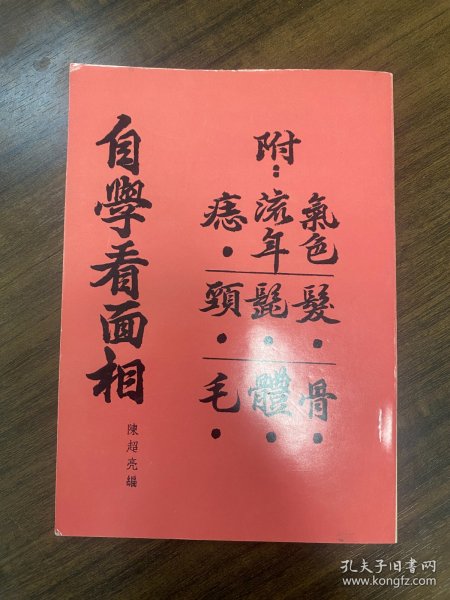 附：
氣色
流年
痣•
髮•
髭•
頸•
骨•
體•
毛•
自學看面相
陳超亮編
孔夫子旧书网
www.kongfz.com